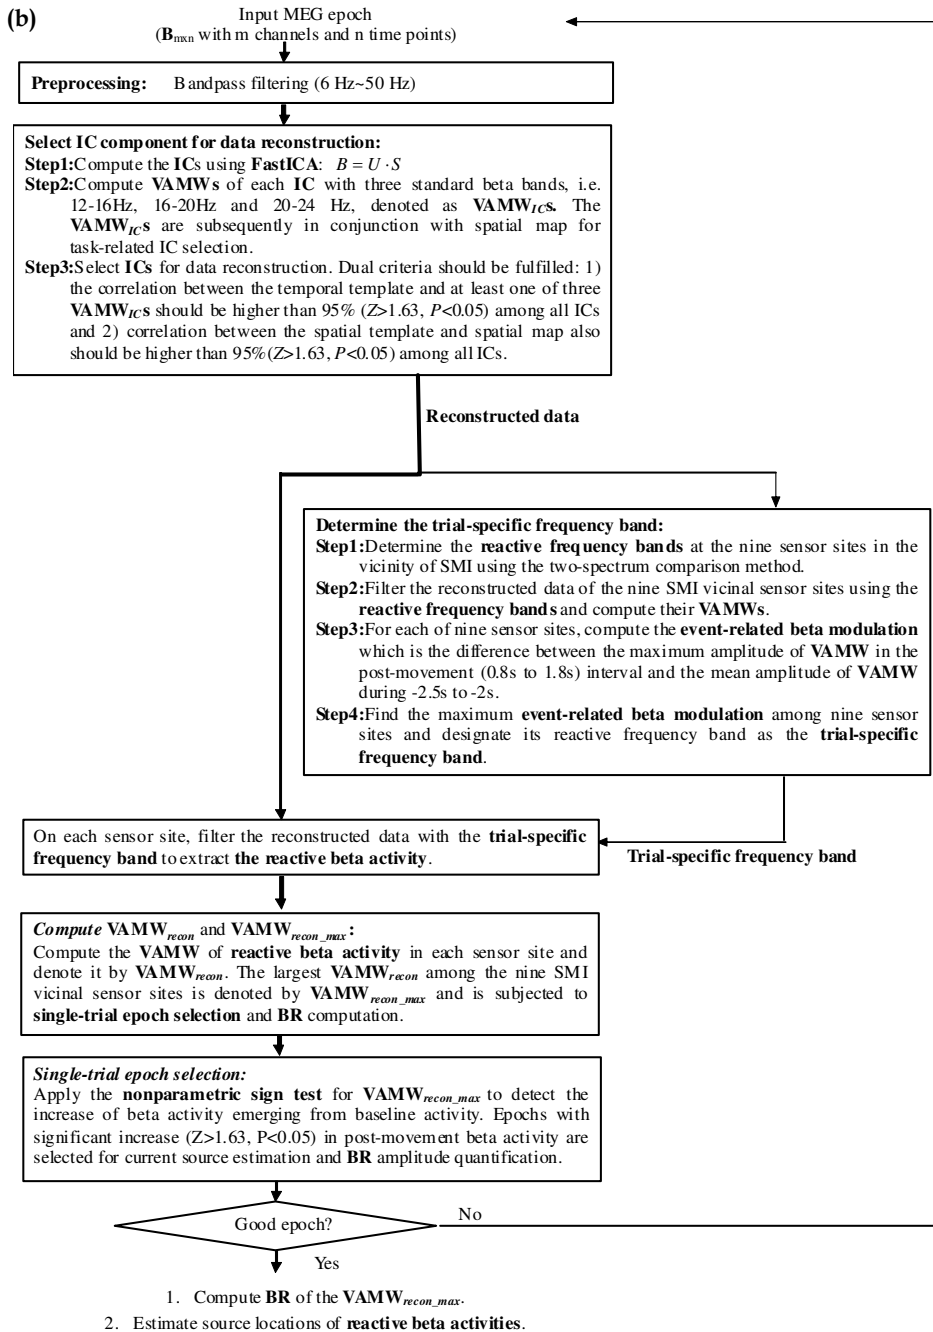 (b)
Input MEG epoch
(Bmxn with m channels and n time points)
Preprocessing: Bandpass filtering (6 Hz~50 Hz)
Select IC component for data reconstruction:
Step1:Compute the ICs using FastICA: B = U · S
Step2:Compute VAMWs of each IC with three standard beta bands, i.e.
12-16Hz, 16-20Hz and 20-24 Hz, denoted as VAMWICs. The
VAMWICs are subsequently in conjunction with spatial map for
task-related IC selection.
Step3:Select ICs for data reconstruction. Dual criteria should be fulfilled: 1)
the correlation between the temporal template and at least one of three
VAMWICs should be higher than 95% (Z>1.63, P<0.05) among all ICs
and 2) correlation between the spatial template and spatial map also
should be higher than 95%(Z>1.63, P<0.05) among all ICs.
Reconstructed data
Determine the trial-specific frequency band:
Step1:Determine the reactive frequency bands at the nine sensor sites in the
vicinity of SMI using the two-spectrum comparison method.
Step2:Filter the reconstructed data of the nine SMI vicinal sensor sites using the
reactive frequency bands and compute their VAMWs.
Step3:For each of nine sensor sites, compute the event-related beta modulation
which is the difference between the maximum amplitude of VAMW in the
post-movement (0.8s to 1.8s) interval and the mean amplitude of VAMW
during -2.5s to -2s.
Step4:Find the maximum event-related beta modulation among nine sensor
sites and designate its reactive frequency band as the trial-specific
frequency band.
On each sensor site, filter the reconstructed data with the trial-specific
frequency band to extract the reactive beta activity.
Trial-specific frequency band
Compute VAMWrecon and VAMWrecon_max:
Compute the VAMW of reactive beta activity in each sensor site and
denote it by VAMWrecon. The largest VAMWrecon among the nine SMI
vicinal sensor sites is denoted by VAMWrecon_max and is subjected to
single-trial epoch selection and BR computation.
Single-trial epoch selection:
Apply the nonparametric sign test for VAMWrecon_max to detect the
increase of beta activity emerging from baseline activity. Epochs with
significant increase (Z>1.63, P<0.05) in post-movement beta activity are
selected for current source estimation and BR amplitude quantification.
Good epoch?
No
Yes
1. Compute BR of the VAMWrecon_max.
2. Estimate source locations of reactive beta activities.